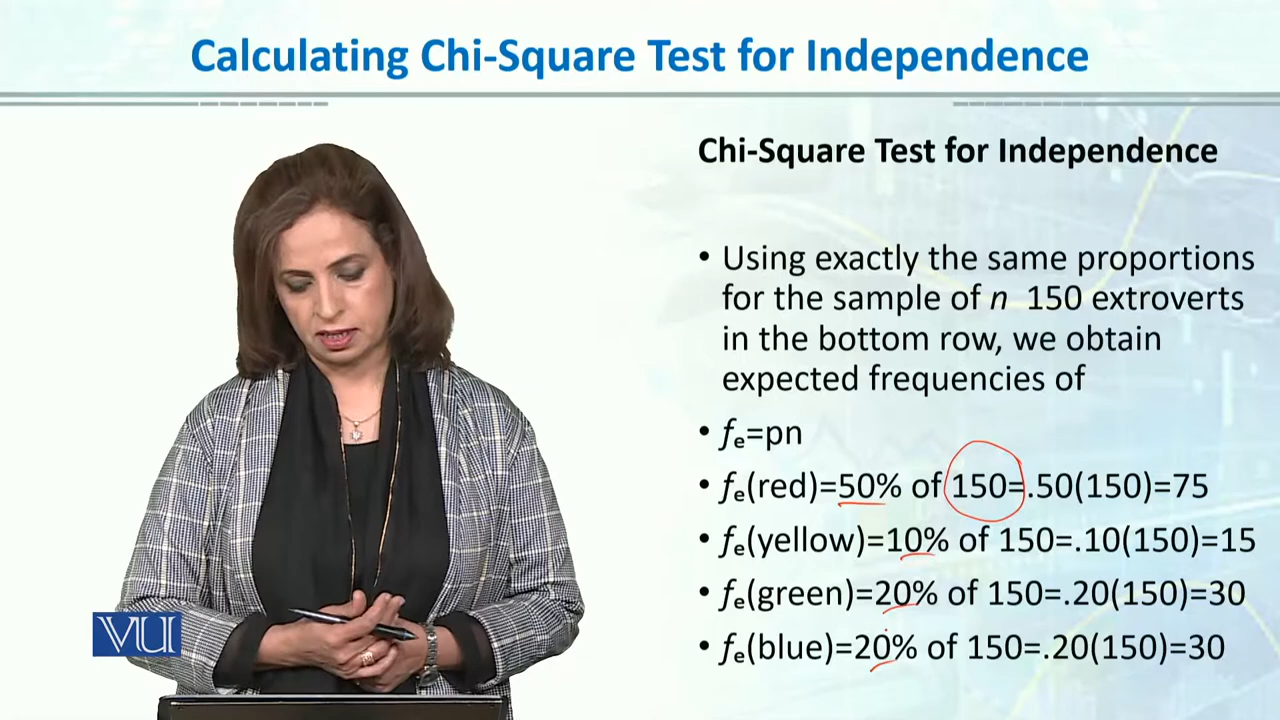 Calculating Chi-Square Test for Independence
Chi-Square Test for Independence
• Using exactly the same proportions
for the sample of n 150 extroverts
in the bottom row, we obtain
expected frequencies of
• fe=pn
• fe(red)=50% of 150=.50(150)=75
• fe(yellow)=10% of 150=.10(150)=15
• fe(green)=20% of 150=.20(150)=30
• fe(blue)=20% of 150=.20(150)=30
VU